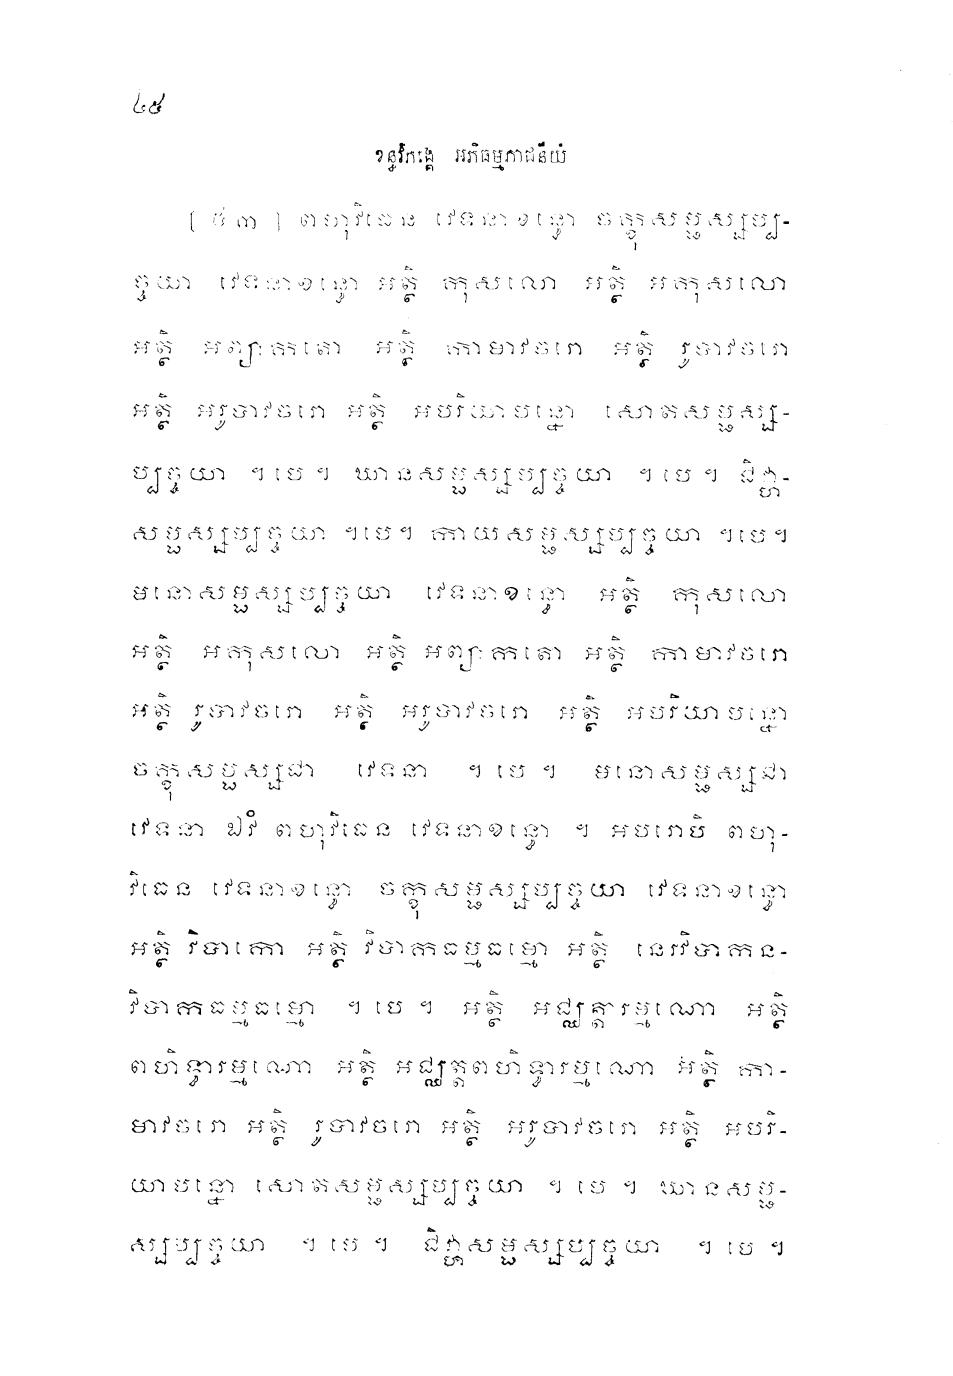 ៤៨
ខន្ធវិភង្គេ អភិធម្មភាជនីយំ
[ ៥៣ ] ពហុវិធេន វេទនាខន្ធោ ចក្ខុសម្ផស្សប្ប-
ច្ចយា វេទនាខន្ធោ អត្ថិ កុសលោ អត្ថិ អកុសលោ
អត្ថិ អព្យាកតោ អត្ថិ កាមាវចរោ អត្ថិ រូបាវចរោ
អត្ថិ អរូបាវចរោ អត្ថិ អបរិយាបន្នោ សោតសម្ផស្ស-
ប្បច្ចយា ។ បេ ។ ឃានសម្ផស្សប្បច្ចយា ។ បេ ។ ជិវ្ហា-
សម្ផស្សប្បច្ចយា ។ បេ ។ កាយសម្ផស្សប្បច្ចយា ។ បេ ។
មនោសម្ផស្សប្បច្ចយា វេទនាខន្ធោ អត្ថិ កុសលោ
អត្ថិ អកុសលោ អត្ថិ អព្យាកតោ អត្ថិ កាមាវចរោ
អត្ថិ រូបាវចរោ អត្ថិ អរូបាវចរោ អត្ថិ អបរិយាបន្នោ
ចក្ខុសម្ផស្សជា វេទនា ។ បេ ។ មនោសម្ផស្សជា
វេទនា ឯវំ ពហុវិធេន វេទនាខន្ធោ ។ អបរោបិ ពហុ-
វិធេន វេទនាខន្ធោ ចក្ខុសម្ផស្សប្បច្ចយា វេទនាខន្ធោ
អត្ថិ វិបាកោ អត្ថិ វិបាកធម្មធម្មោ អត្ថិ នេវវិបាកន-
វិបាកធម្មធម្មោ ។ បេ ។ អត្ថិ អជ្ឈត្តារម្មណោ អត្ថិ
ពហិទ្ធារម្មណោ អត្ថិ អជ្ឈត្តពហិទ្ធារម្មណោ អត្ថិ កា-
មាវចរោ អត្ថិ រូបាវចរោ អត្ថិ អរូបាវចរោ អត្ថិ អបរិ-
យាបន្នោ សោតសម្ផស្សប្បច្ចយា ។ បេ ។ ឃានសម្ផ-
ស្សប្បច្ចយា ។ បេ ។ ជិវ្ហាសម្ផស្សប្បច្ចយា ។ បេ ។